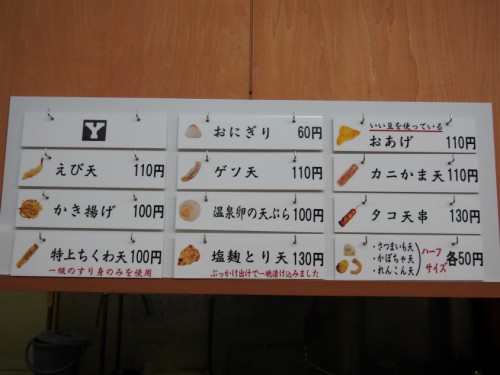 Y
おにぎり 60円
いい豆を使っている
おあげ 110円
えび天 110円
ゲソ天 110円
カニかま天 110円
かき揚げ 100円
温泉卵の天ぷら 100円
タコ天串 130円
特上ちくわ天 100円
一級のすり身のみを使用
塩麹とり天 130円
ぶっかけ出汁で一晩漬け込みました
・さつまいも天
・かぼちゃ天
・れんこん天
ハーフ
サイズ
各50円